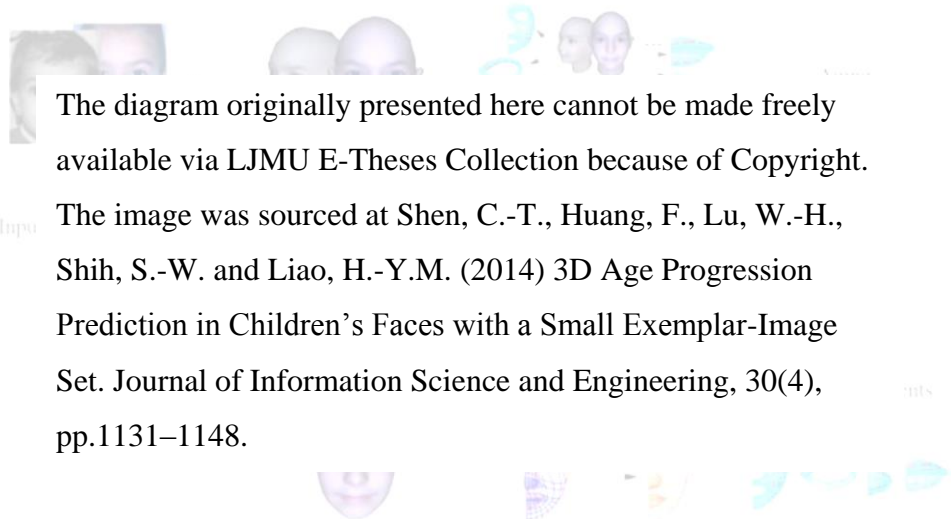 The diagram originally presented here cannot be made freely
available via LJMU E-Theses Collection because of Copyright.
The image was sourced at Shen, C.-T., Huang, F., Lu, W.-H.,
Shih, S.-W. and Liao, H.-Y.M. (2014) 3D Age Progression
Prediction in Children’s Faces with a Small Exemplar-Image
Set. Journal of Information Science and Engineering, 30(4),
pp.1131–1148.